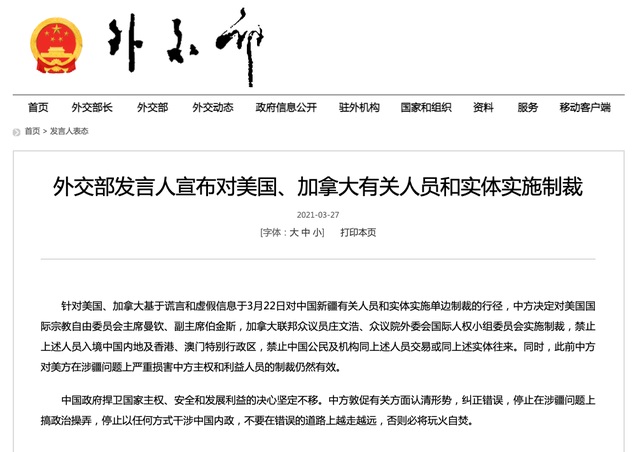 外交部
首页 外交部长 外交部 外交动态 政府信息公开 驻外机构 国家和组织 资料 服务 移动客户端
首页 > 发言人表态
外交部发言人宣布对美国、加拿大有关人员和实体实施制裁
2021-03-27
[字体：大 中 小] 打印本页
针对美国、加拿大基于谎言和虚假信息于3月22日对中国新疆有关人员和实体实施单边制裁的行径，中方决定对美国国
际宗教自由委员会主席曼钦、副主席伯金斯，加拿大联邦众议员庄文浩、众议院外委会国际人权小组委员会实施制裁，禁止
上述人员入境中国内地及香港、澳门特别行政区，禁止中国公民及机构同上述人员交易或同上述实体往来。同时，此前中方
对美方在涉疆问题上严重损害中方主权和利益人员的制裁仍然有效。
中国政府捍卫国家主权、安全和发展利益的决心坚定不移。中方敦促有关方面认清形势，纠正错误，停止在涉疆问题上
搞政治操弄，停止以任何方式干涉中国内政，不要在错误的道路上越走越远，否则必将玩火自焚。